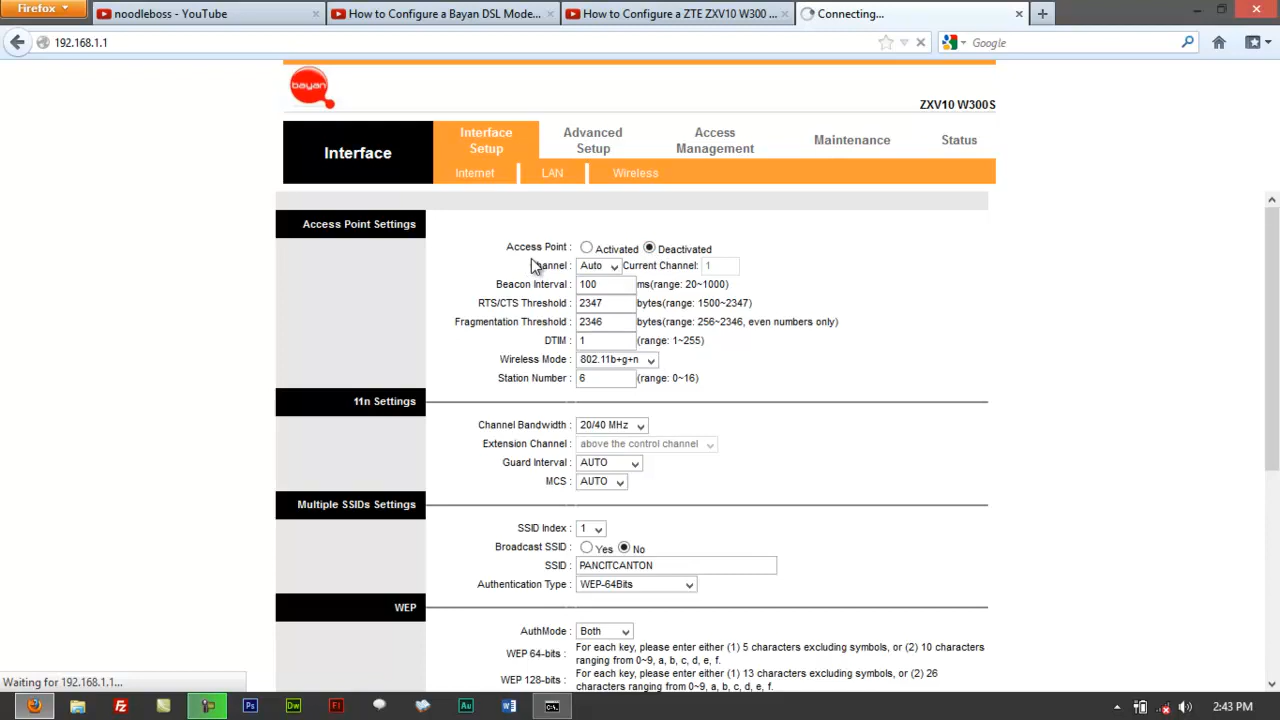 Firefox
noodleboss - YouTube
How to Configure a Bayan DSL Mode...
How to Configure a ZTE ZXV10 W300 ...
Connecting...
192.168.1.1
Google
bayan
ZXV10 W300S
Interface
Interface Setup
Advanced Setup
Access Management
Maintenance
Status
Internet
LAN
Wireless
Access Point Settings
Access Point : Activated Deactivated
Channel : Auto Current Channel: 1
Beacon Interval : 100 ms(range: 20~1000)
RTS/CTS Threshold : 2347 bytes(range: 1500~2347)
Fragmentation Threshold : 2346 bytes(range: 256~2346, even numbers only)
DTIM : 1 (range: 1~255)
Wireless Mode : 802.11b+g+n
Station Number : 6 (range: 0~16)
11n Settings
Channel Bandwidth : 20/40 MHz
Extension Channel : above the control channel
Guard Interval : AUTO
MCS : AUTO
Multiple SSIDs Settings
SSID Index : 1
Broadcast SSID : Yes No
SSID : PANCITCANTON
Authentication Type : WEP-64Bits
WEP
AuthMode : Both
WEP 64-bits : For each key, please enter either (1) 5 characters excluding symbols, or (2) 10 characters
ranging from 0~9, a, b, c, d, e, f.
WEP 128-bits : For each key, please enter either (1) 13 characters excluding symbols, or (2) 26
characters ranging from 0~9, a, b, c, d, e, f.
Waiting for 192.168.1.1...
Ps
Dw
Fl
Au
W
C:\
2:43 PM